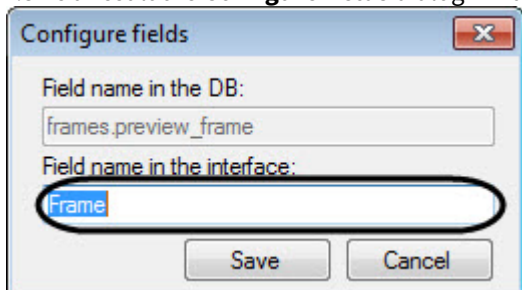 Configure fields
Field name in the DB:
frames.preview_frame
Field name in the interface:
Frame
Save Cancel